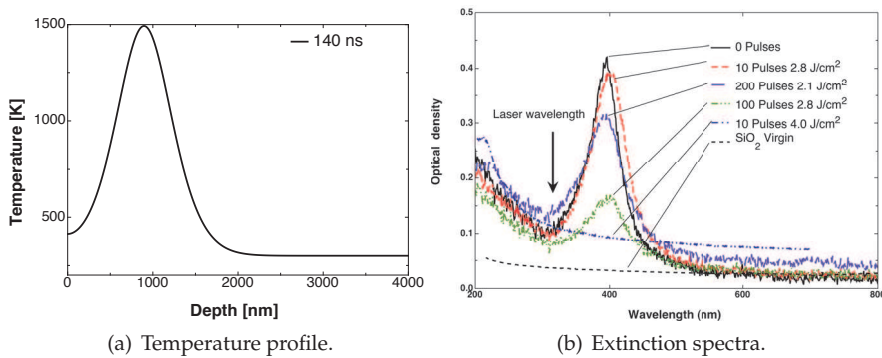 1500
1000
500
Temperature [K]
140 ns
0
1000
2000
3000
4000
Depth [nm]
(a) Temperature profile.
0.5
0.4
0.3
0.2
0.1
0.0
Optical density
Laser wavelength
0 Pulses
10 Pulses 2.8 J/cm²
200 Pulses 2.1 J/cm²
100 Pulses 2.8 J/cm²
10 Pulses 4.0 J/cm²
SiO₂ Virgin
200
400
600
800
Wavelength (nm)
(b) Extinction spectra.